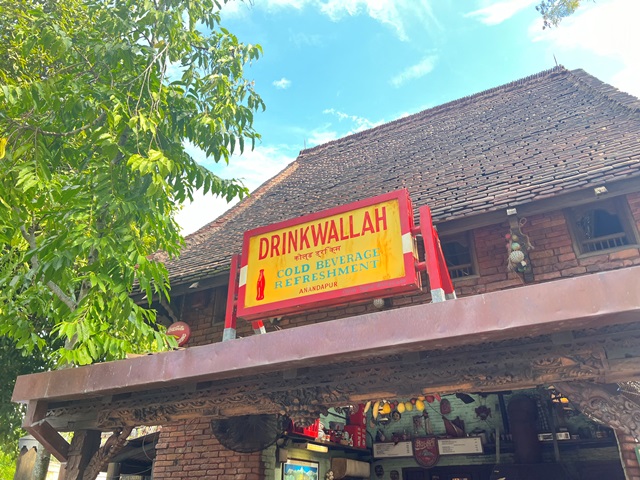 DRINKWALLAH
COLD BEVERAGE
REFRESHMENT
ANANDAPUR